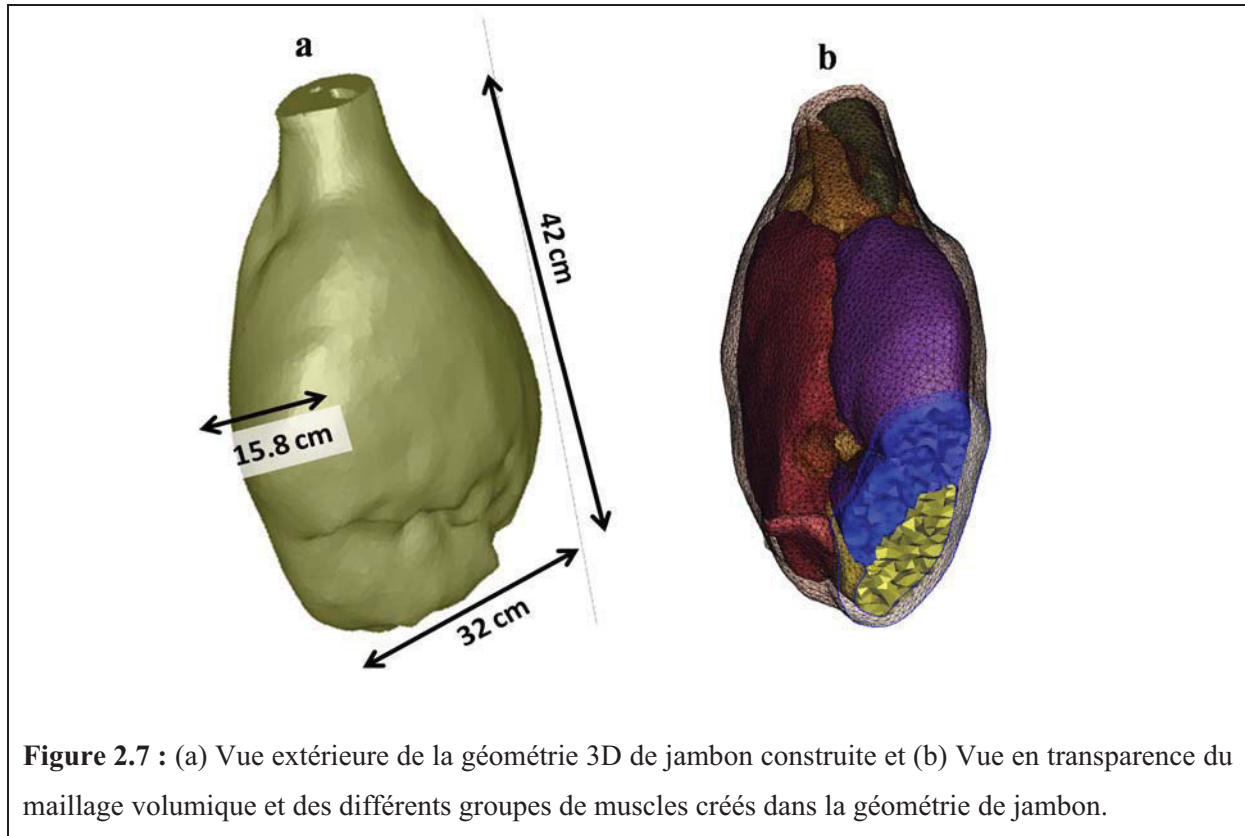 a
b
42 cm
15.8 cm
32 cm
Figure 2.7 : (a) Vue extérieure de la géométrie 3D de jambon construite et (b) Vue en transparence du
maillage volumique et des différents groupes de muscles créés dans la géométrie de jambon.